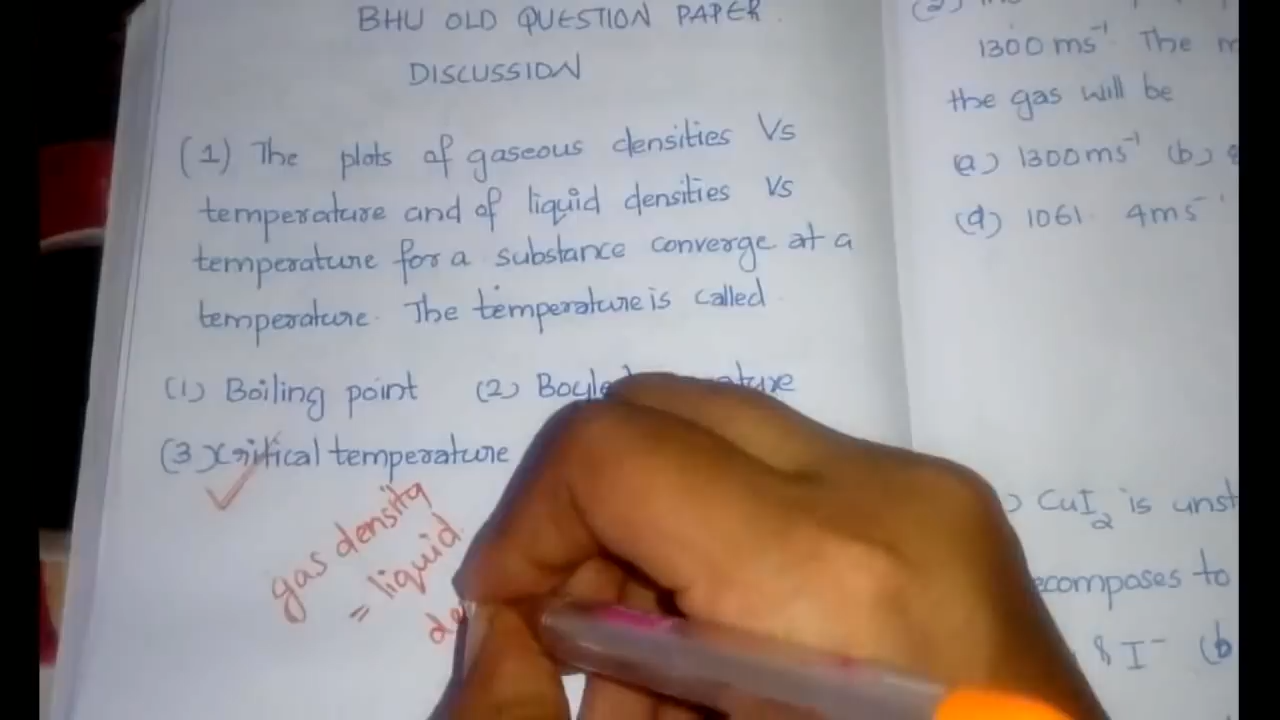 BHU OLD QUESTION PAPER
DISCUSSION
(1) The plots of gaseous densities Vs
temperature and of liquid densities Vs
temperature for a substance converge at a
temperature. The temperature is called
(1) Boiling point (2) Boyle
(3) Critical temperature
gas density
= liquid
1300 ms⁻¹ The
the gas will be
(a) 1300 ms⁻¹ (b)
(d) 1061 4ms⁻¹
CuI₂ is
to
& I⁻ (b